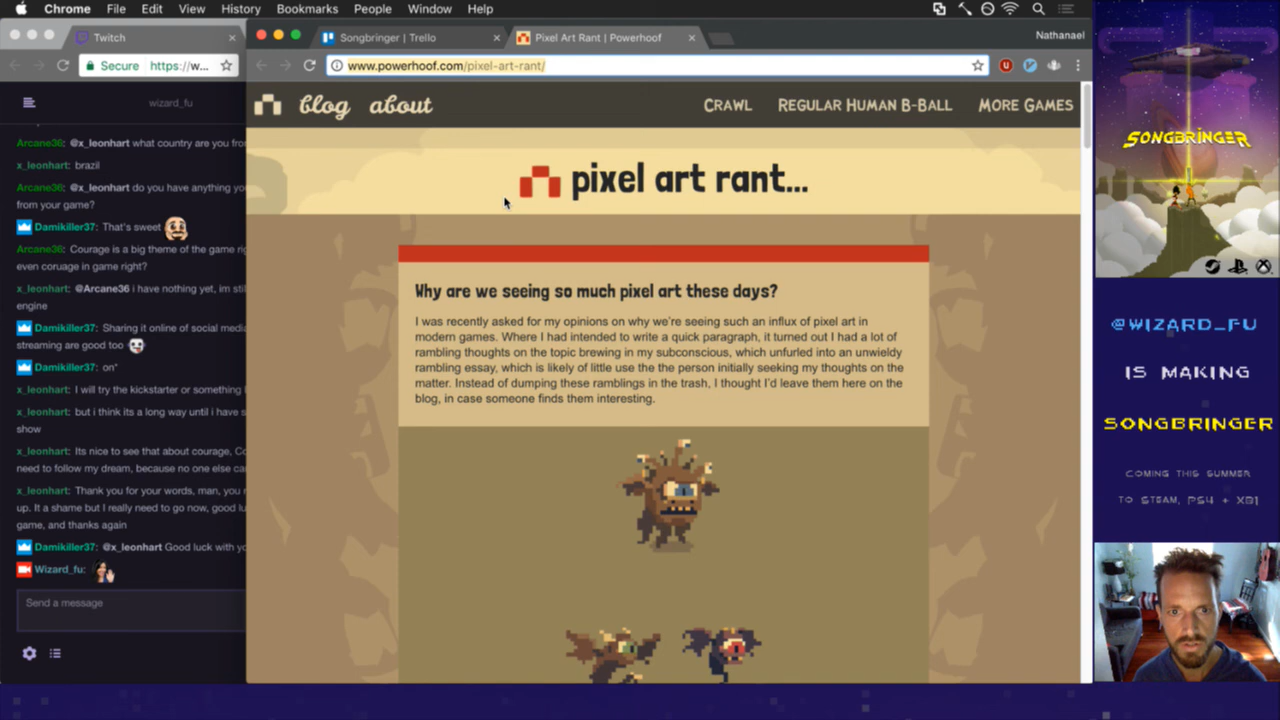 Chrome File Edit View History Bookmarks People Window Help
Twitch
Songbringer | Trello
Pixel Art Rant | Powerhoof
Nathanael
Secure https://w...
www.powerhoof.com/pixel-art-rant/
wizard_fu
blog about
CRAWL REGULAR HUMAN B-BALL MORE GAMES
Arcane36: @x_leonhart what country are you fro
x_leonhart: brazil
Arcane36: @x_leonhart do you have anything yo
from your game?
Damikiller37: That's sweet
Arcane36: Courage is a big theme of the game ri
even coruage in game right?
x_leonhart: @Arcane36 i have nothing yet, im stil
engine
Damikiller37: Sharing it online of social media
streaming are good too
Damikiller37: on*
x_leonhart: I will try the kickstarter or something l
x_leonhart: but i think its a long way until i have s
show
x_leonhart: Its nice to see that about courage, Co
need to follow my dream, because no one else ca
x_leonhart: Thank you for your words, man, you r
up. It a shame but I really need to go now, good lu
game, and thanks again
Damikiller37: @x_leonhart Good luck with yo
Wizard_fu:
Send a message
pixel art rant...
Why are we seeing so much pixel art these days?
I was recently asked for my opinions on why we're seeing such an influx of pixel art in
modern games. Where I had intended to write a quick paragraph, it turned out I had a lot of
rambling thoughts on the topic brewing in my subconscious, which unfurled into an unwieldy
rambling essay, which is likely of little use the the person initially seeking my thoughts on the
matter. Instead of dumping these ramblings in the trash, I thought I'd leave them here on the
blog, in case someone finds them interesting.
SONGBRINGER
@WIZARD_FU
IS MAKING
SONGBRINGER
COMING THIS SUMMER
TO STEAM, PS4 + XB1